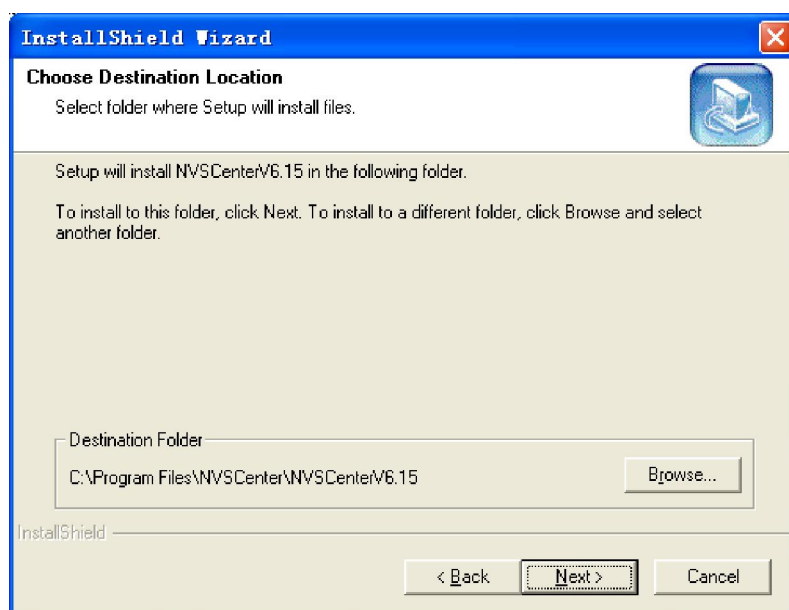 InstallShield Wizard
Choose Destination Location
Select folder where Setup will install files.
Setup will install NVSCenterV6.15 in the following folder.
To install to this folder, click Next. To install to a different folder, click Browse and select
another folder.
Destination Folder
C:\Program Files\NVSCenter\NVSCenterV6.15
Browse...
InstallShield
< Back
Next >
Cancel